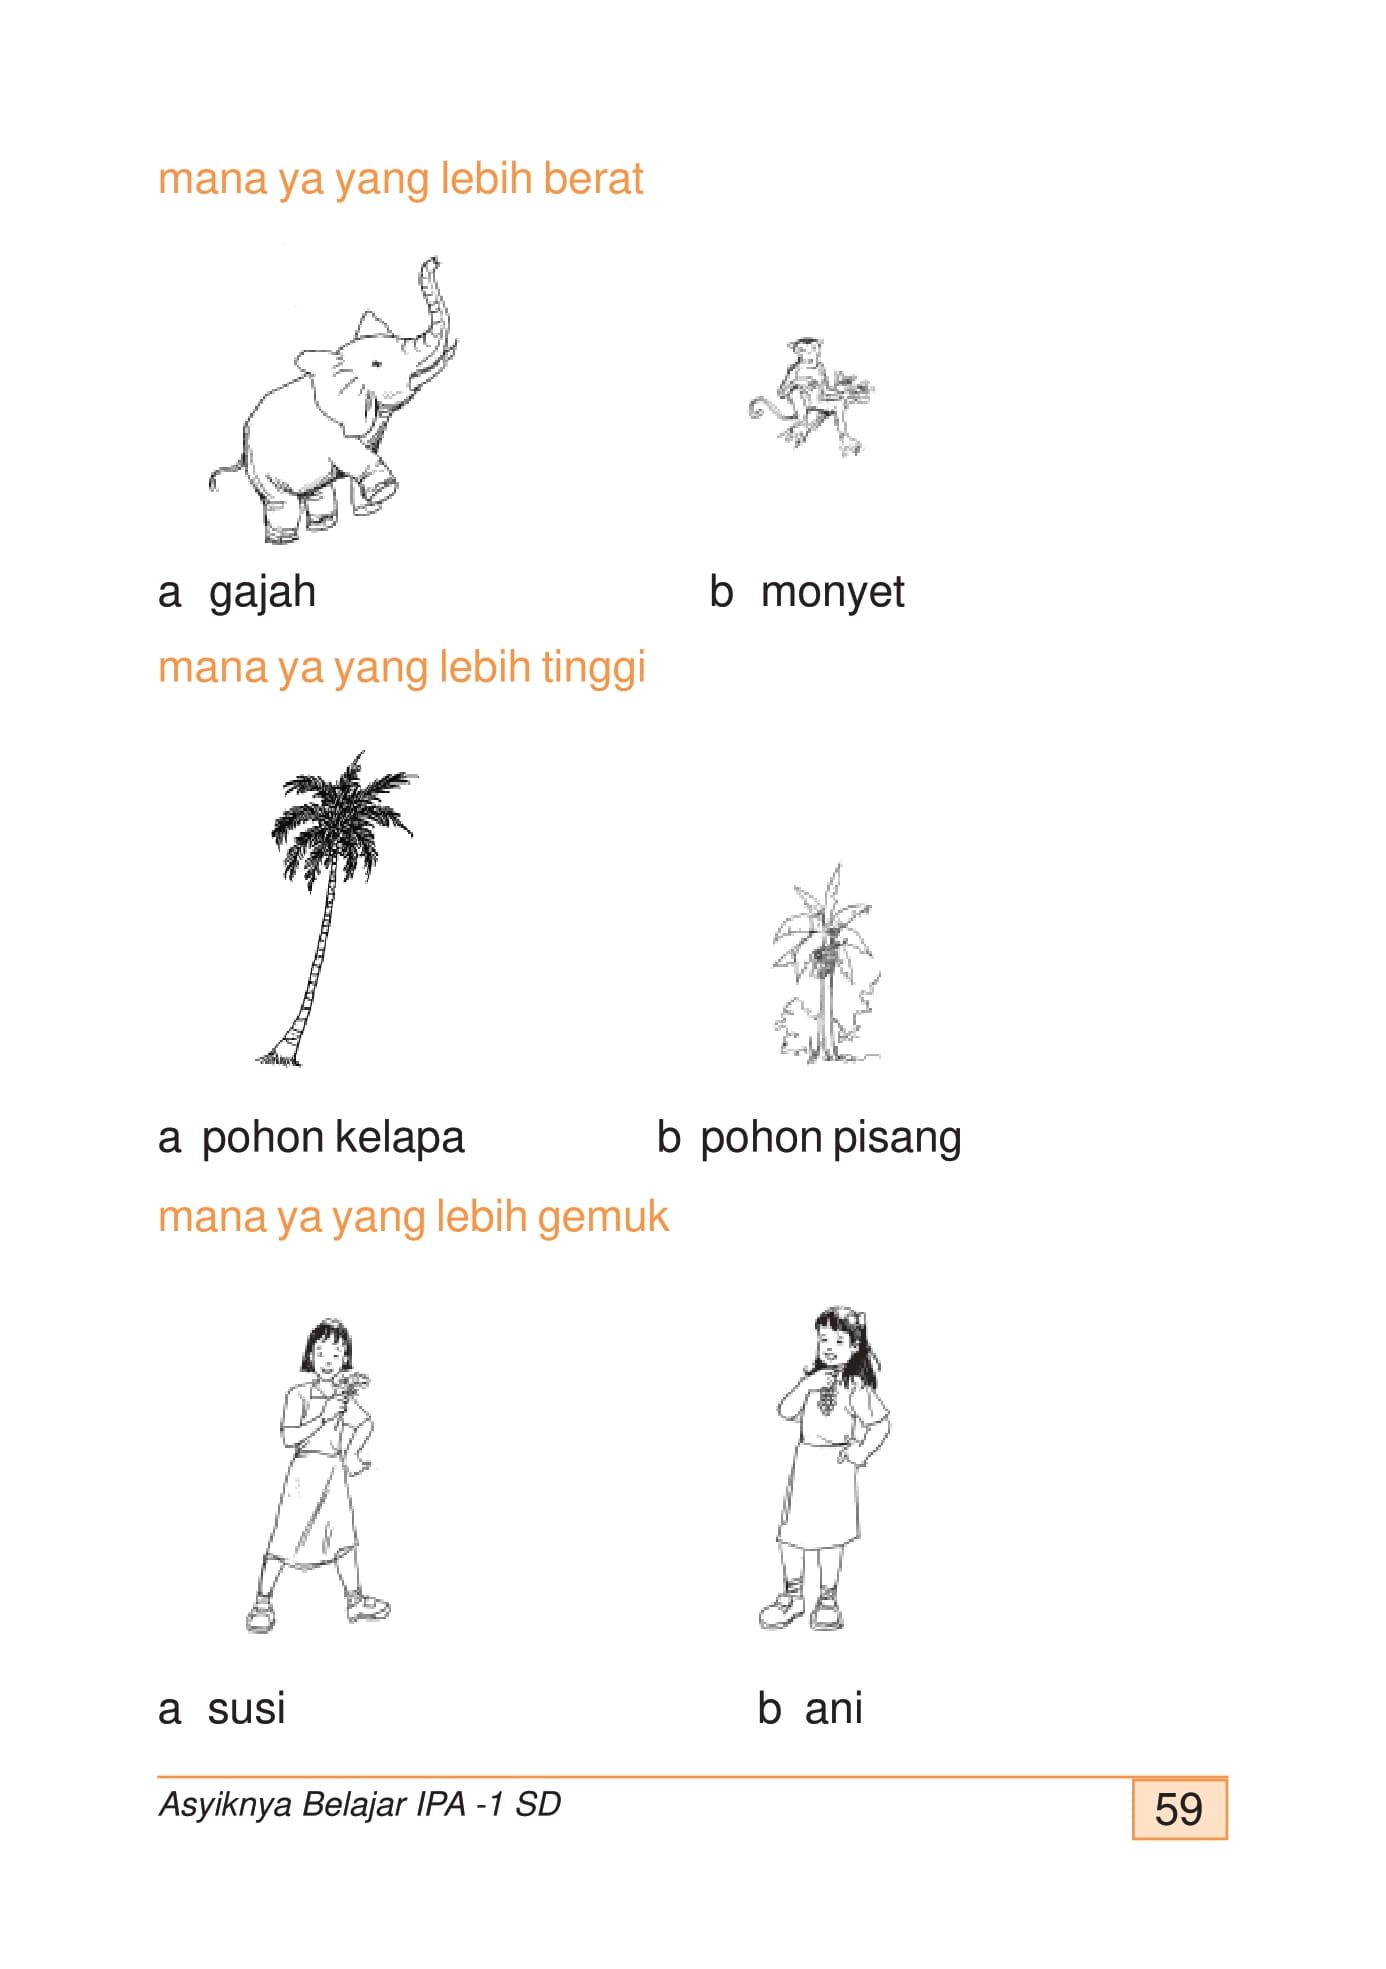 mana ya yang lebih berat
a gajah b monyet
mana ya yang lebih tinggi
a pohon kelapa b pohon pisang
mana ya yang lebih gemuk
a susi b ani
Asyiknya Belajar IPA -1 SD 59